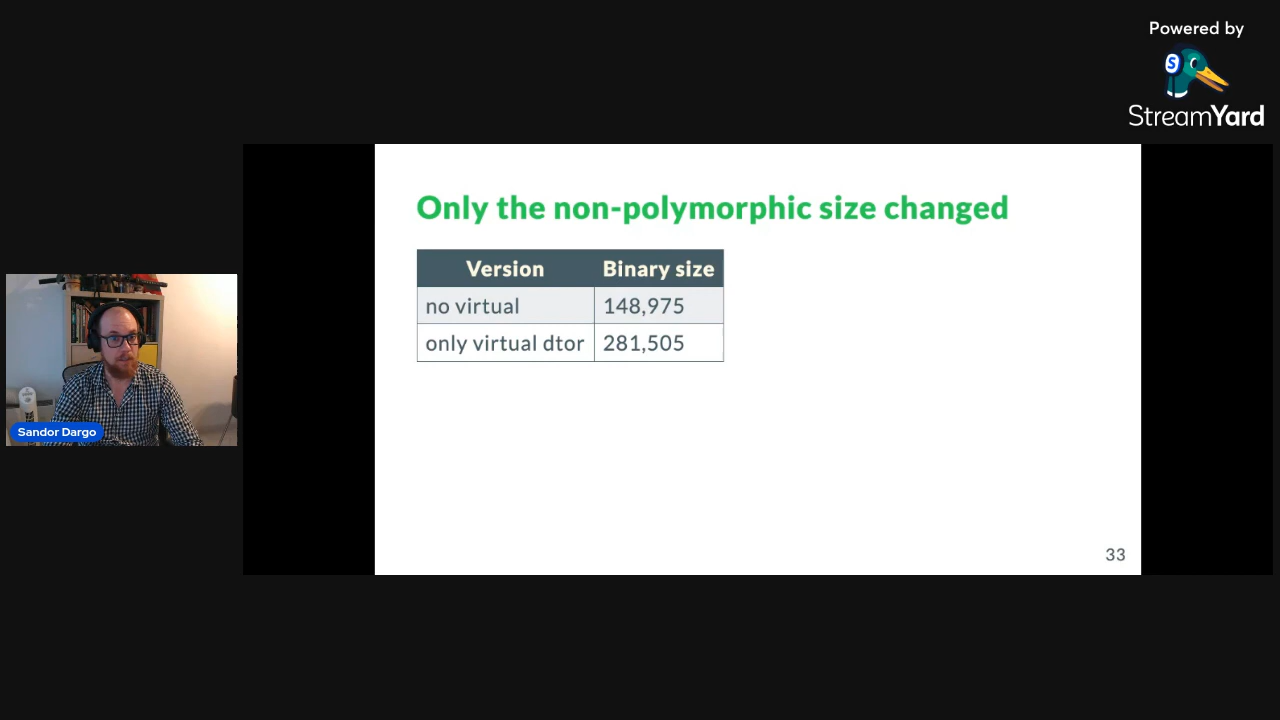 Powered by
S
StreamYard
Only the non-polymorphic size changed
Version Binary size
no virtual 148,975
only virtual dtor 281,505
Sandor Dargo
33